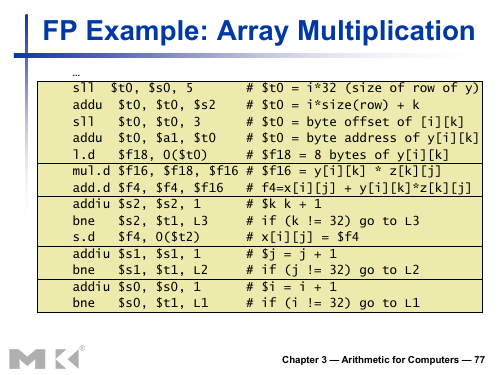 FP Example: Array Multiplication
…
sll $t0, $s0, 5 # $t0 = i*32 (size of row of y)
addu $t0, $t0, $s2 # $t0 = i*size(row) + k
sll $t0, $t0, 3 # $t0 = byte offset of [i][k]
addu $t0, $a1, $t0 # $t0 = byte address of y[i][k]
l.d $f18, 0($t0) # $f18 = 8 bytes of y[i][k]
mul.d $f16, $f18, $f16 # $f16 = y[i][k] * z[k][j]
add.d $f4, $f4, $f16 # f4=x[i][j] + y[i][k]*z[k][j]
addiu $s2, $s2, 1 # $k k + 1
bne $s2, $t1, L3 # if (k != 32) go to L3
s.d $f4, 0($t2) # x[i][j] = $f4
addiu $s1, $s1, 1 # $j = j + 1
bne $s1, $t1, L2 # if (j != 32) go to L2
addiu $s0, $s0, 1 # $i = i + 1
bne $s0, $t1, L1 # if (i != 32) go to L1
MK®
Chapter 3 — Arithmetic for Computers — 77